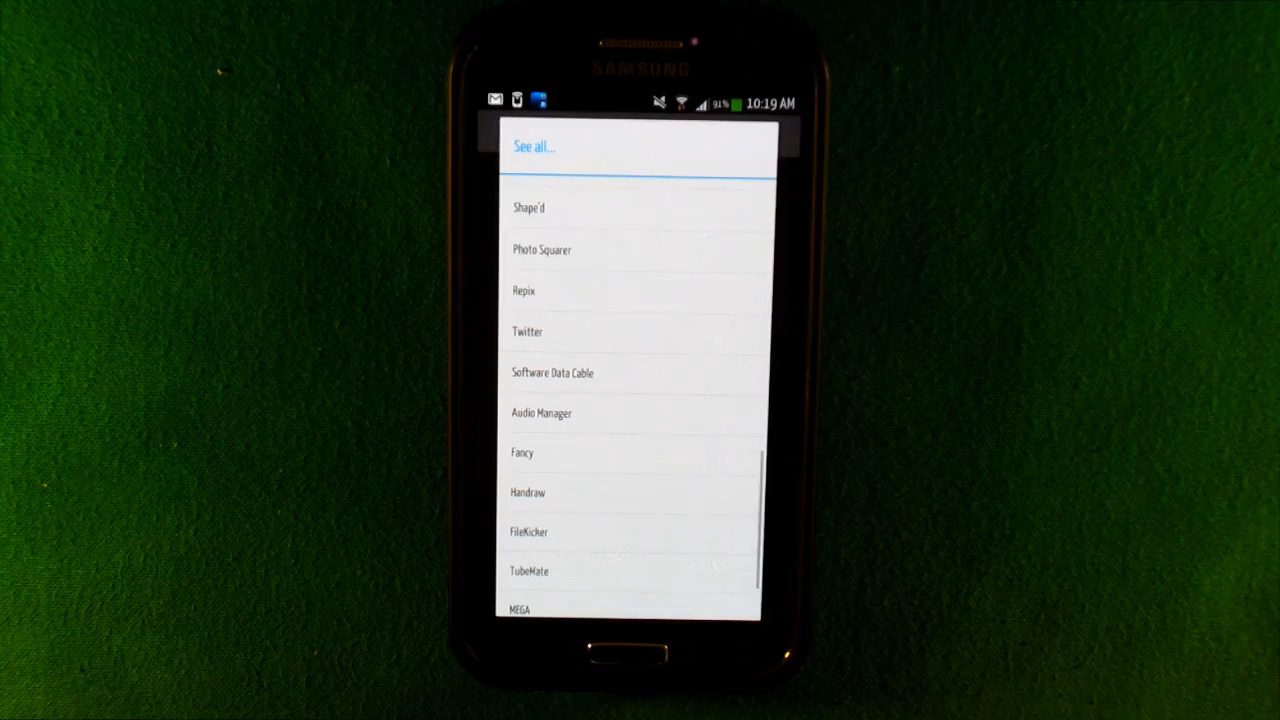 SAMSUNG
91% 10:19 AM
See all...
Shape'd
Photo Squarer
Repix
Twitter
Software Data Cable
Audio Manager
Fancy
Handraw
FileKicker
TubeMate
MEGA